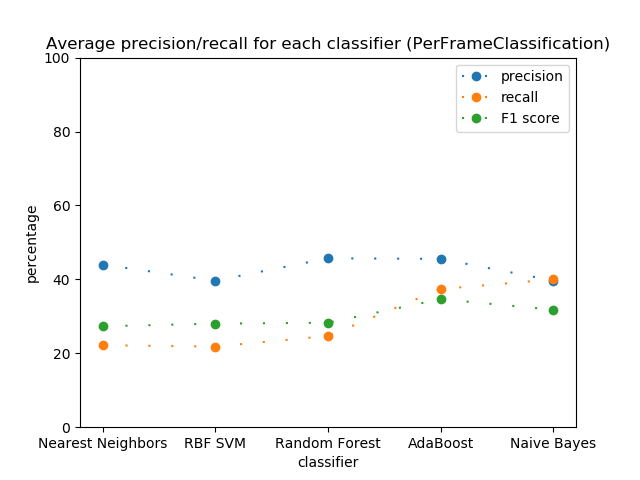 Average precision/recall for each classifier (PerFrameClassification)
precision
recall
F1 score
percentage
100
80
60
40
20
0
Nearest Neighbors RBF SVM Random Forest AdaBoost Naive Bayes
classifier